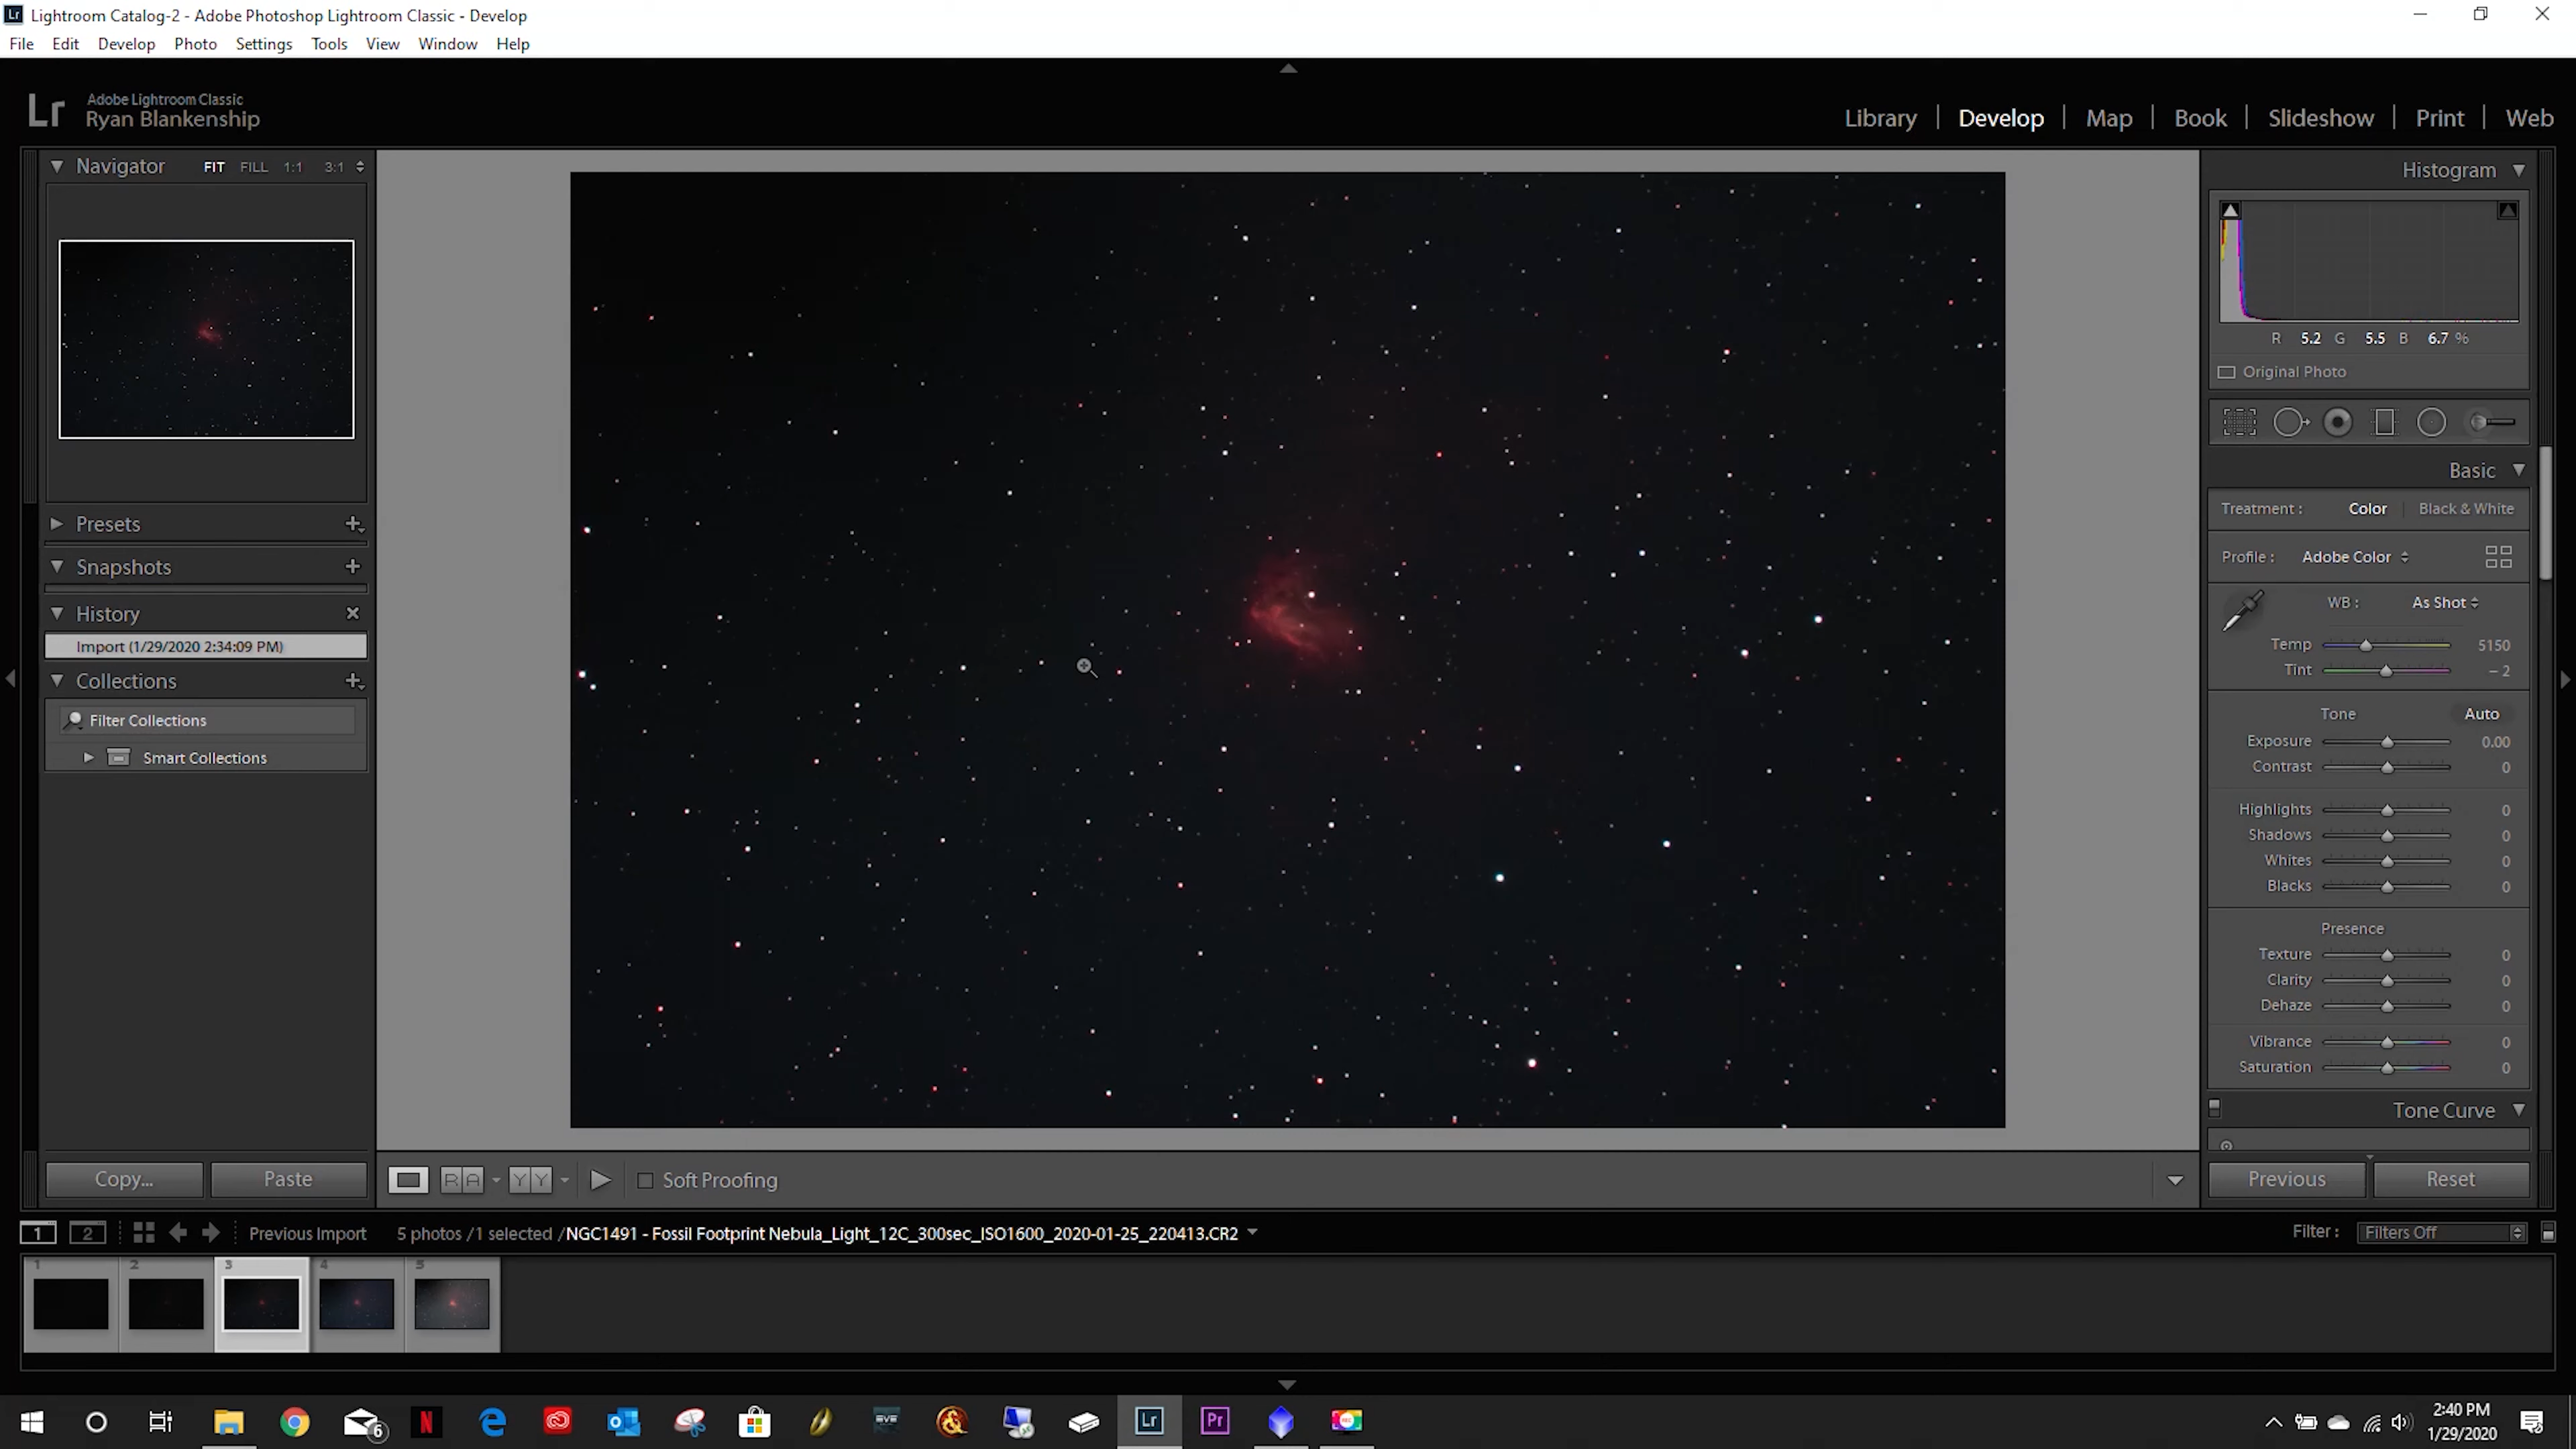 Lr Lightroom Catalog-2 - Adobe Photoshop Lightroom Classic - Develop
File Edit Develop Photo Settings Tools View Window Help
Lr Adobe Lightroom Classic
Ryan Blankenship
Library | Develop | Map | Book | Slideshow | Print | Web
Navigator FIT FILL 1:1 3:1
Presets
Snapshots
History
Import (1/29/2020 2:34:09 PM)
Collections
Filter Collections
Smart Collections
Copy... Paste
Histogram
R 5.2 G 5.5 B 6.7 %
Original Photo
Basic
Treatment : Color Black & White
Profile : Adobe Color
WB : As Shot
Temp 5150
Tint – 2
Tone Auto
Exposure 0.00
Contrast 0
Highlights 0
Shadows 0
Whites 0
Blacks 0
Presence
Texture 0
Clarity 0
Dehaze 0
Vibrance 0
Saturation 0
Tone Curve
Previous Reset
R A Y Y Soft Proofing
1 2 Previous Import 5 photos /1 selected /NGC1491 - Fossil Footprint Nebula_Light_12C_300sec_ISO1600_2020-01-25_220413.CR2
Filter : Filters Off
1 2 3 4 5
6 N EVE Lr Pr
2:40 PM
1/29/2020